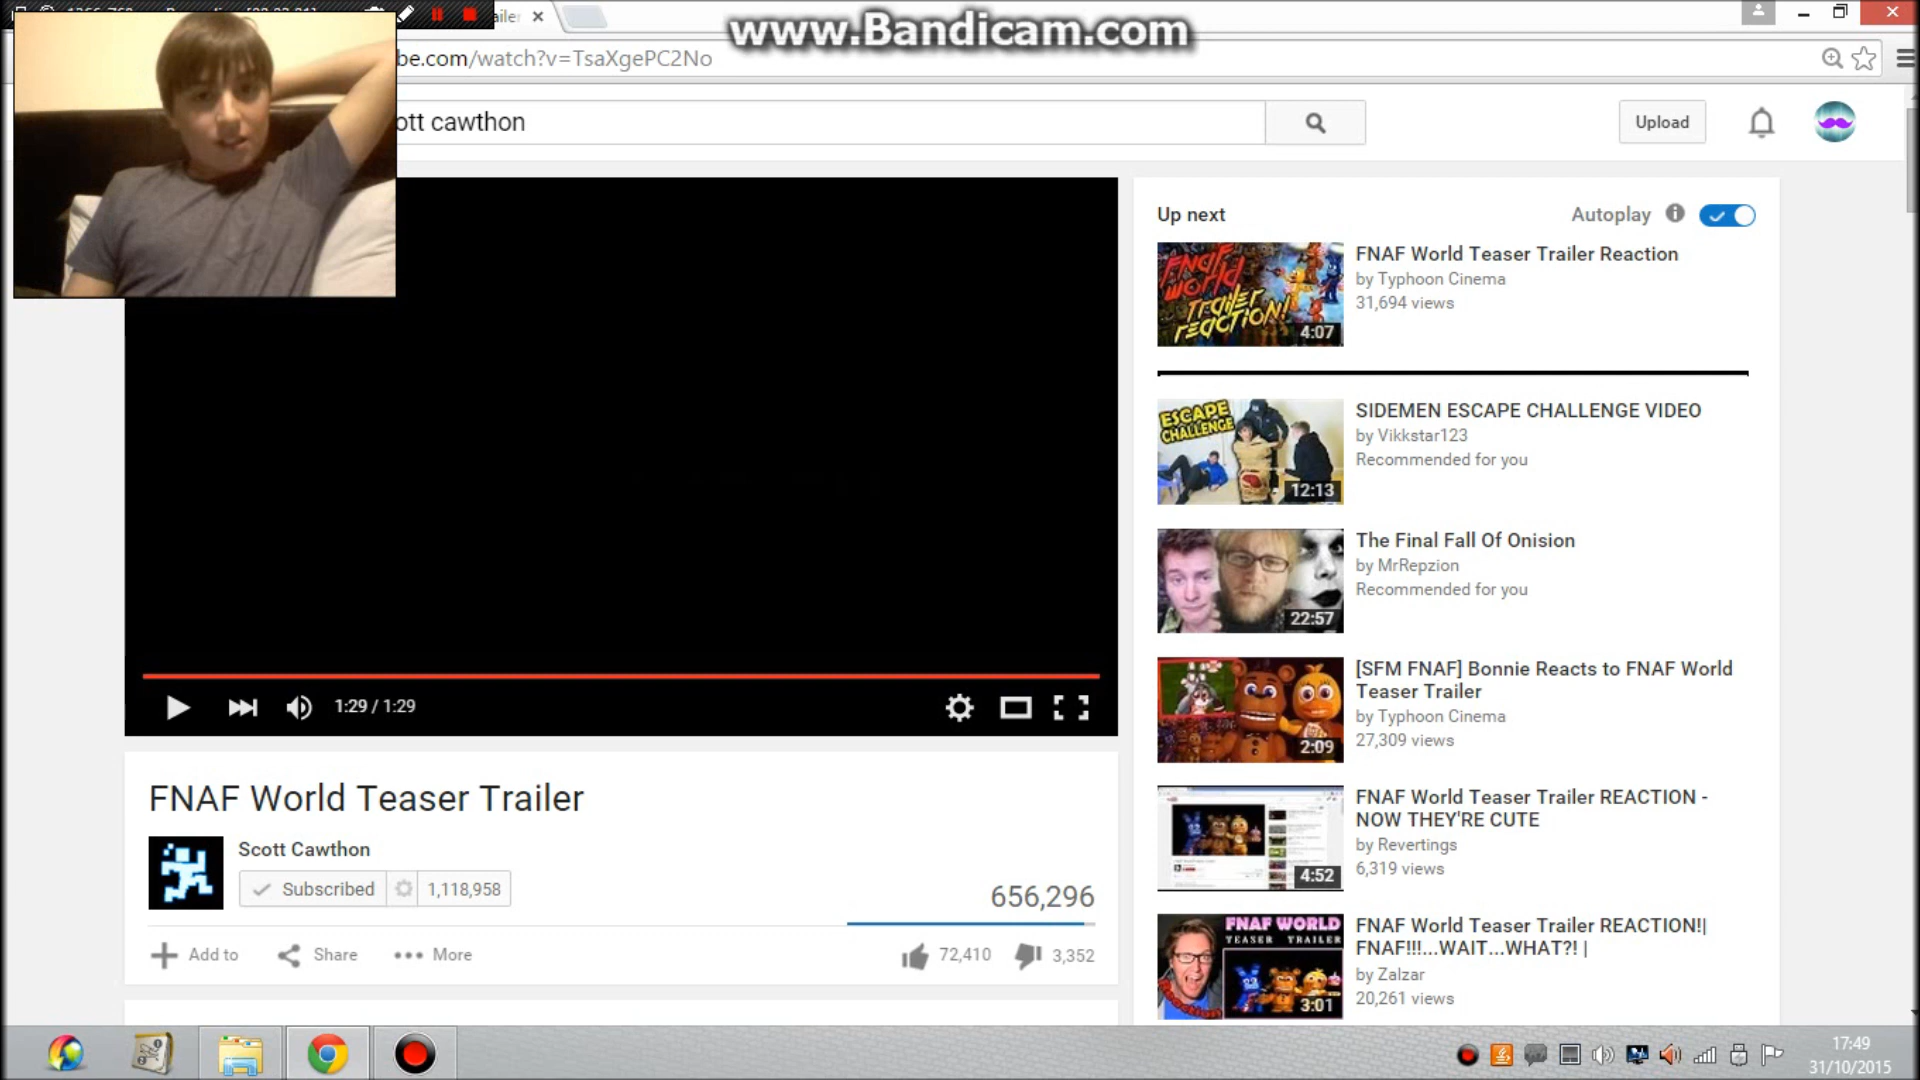 www.Bandicam.com
be.com/watch?v=TsaXgePC2No
ott cawthon
Upload
Up next
Autoplay
FNAF World Teaser Trailer Reaction
by Typhoon Cinema
31,694 views
FNAF WORLD TRAILER REACTION!
4:07
SIDEMEN ESCAPE CHALLENGE VIDEO
by Vikkstar123
Recommended for you
ESCAPE CHALLENGE
12:13
The Final Fall Of Onision
by MrRepzion
Recommended for you
22:57
[SFM FNAF] Bonnie Reacts to FNAF World
Teaser Trailer
by Typhoon Cinema
27,309 views
2:09
1:29 / 1:29
FNAF World Teaser Trailer
Scott Cawthon
Subscribed
1,118,958
656,296
Add to
Share
More
72,410
3,352
FNAF World Teaser Trailer REACTION -
NOW THEY'RE CUTE
by Revertings
6,319 views
4:52
FNAF World Teaser Trailer REACTION!|
FNAF!!!...WAIT...WHAT?! |
by Zalzar
20,261 views
FNAF WORLD
TEASER TRAILER
3:01
17:49
31/10/2015